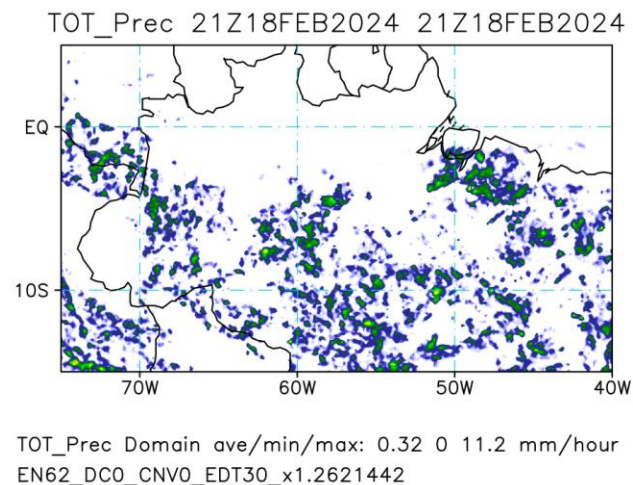 TOT_Prec 21Z18FEB2024 21Z18FEB2024
EQ
10S
70W 60W 50W 40W
TOT_Prec Domain ave/min/max: 0.32 0 11.2 mm/hour
EN62_DC0_CNV0_EDT30_x1.2621442